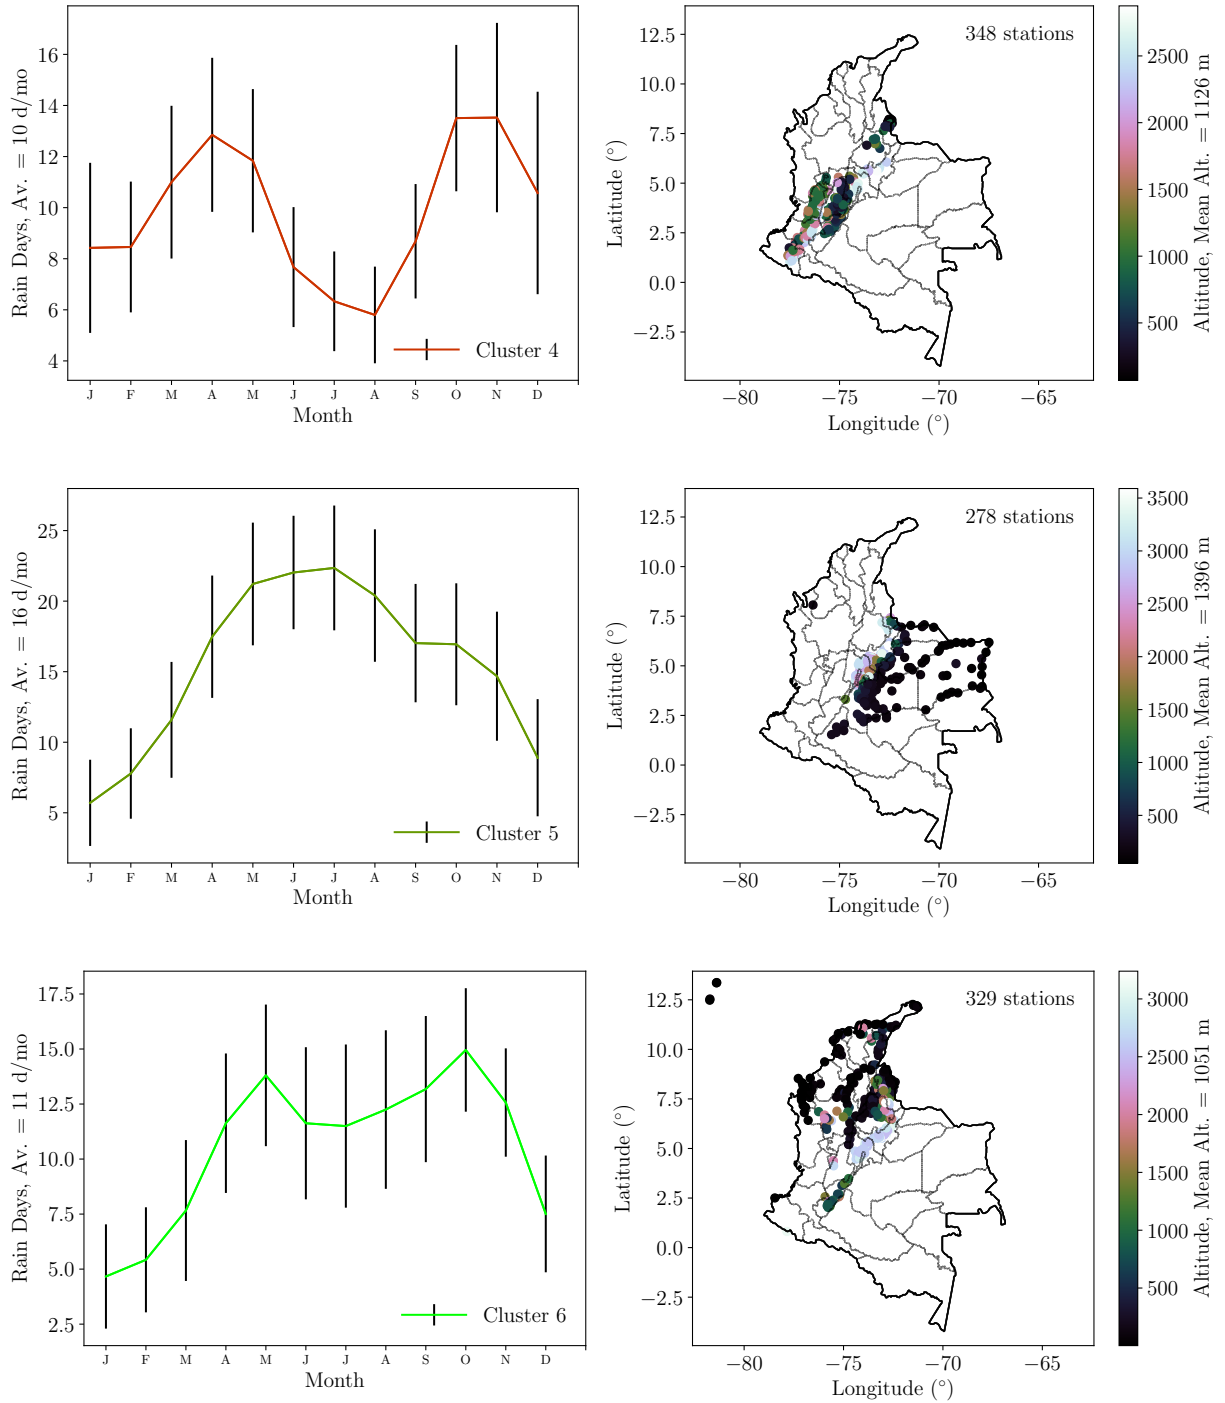 Rain Days, Av. = 10 d/mo
16
14
12
10
8
6
4
J F M A M J J A S O N D
Month
Cluster 4
348 stations
Latitude (°)
12.5
10.0
7.5
5.0
2.5
0.0
−2.5
−80 −75 −70 −65
Longitude (°)
2500
2000
1500
1000
500
Altitude, Mean Alt. = 1126 m
Rain Days, Av. = 16 d/mo
25
20
15
10
5
J F M A M J J A S O N D
Month
Cluster 5
278 stations
Latitude (°)
12.5
10.0
7.5
5.0
2.5
0.0
−2.5
−80 −75 −70 −65
Longitude (°)
3500
3000
2500
2000
1500
1000
500
Altitude, Mean Alt. = 1396 m
Rain Days, Av. = 11 d/mo
17.5
15.0
12.5
10.0
7.5
5.0
2.5
J F M A M J J A S O N D
Month
Cluster 6
329 stations
Latitude (°)
12.5
10.0
7.5
5.0
2.5
0.0
−2.5
−80 −75 −70 −65
Longitude (°)
3000
2500
2000
1500
1000
500
Altitude, Mean Alt. = 1051 m